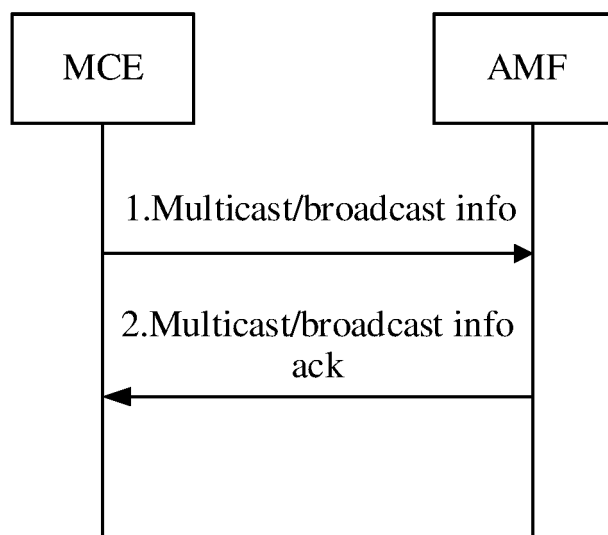 MCE
AMF
1.Multicast/broadcast info
2.Multicast/broadcast info
ack